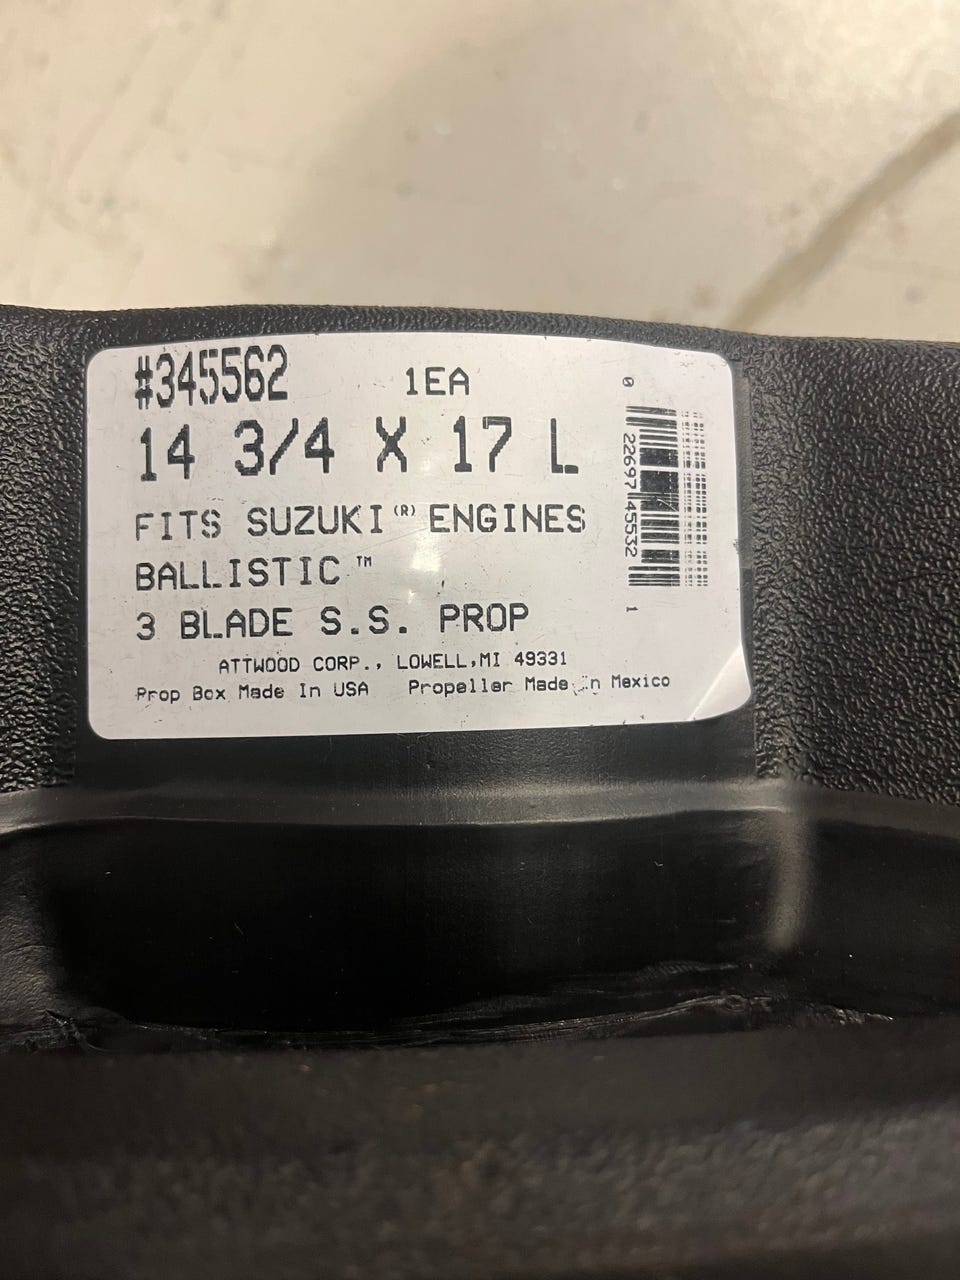 #345562 1EA
14 3/4 X 17 L
FITS SUZUKI(R) ENGINES
BALLISTIC™
3 BLADE S.S. PROP
ATTWOOD CORP., LOWELL,MI 49331
Prop Box Made In USA Propeller Made In Mexico
0 22697 45532 1